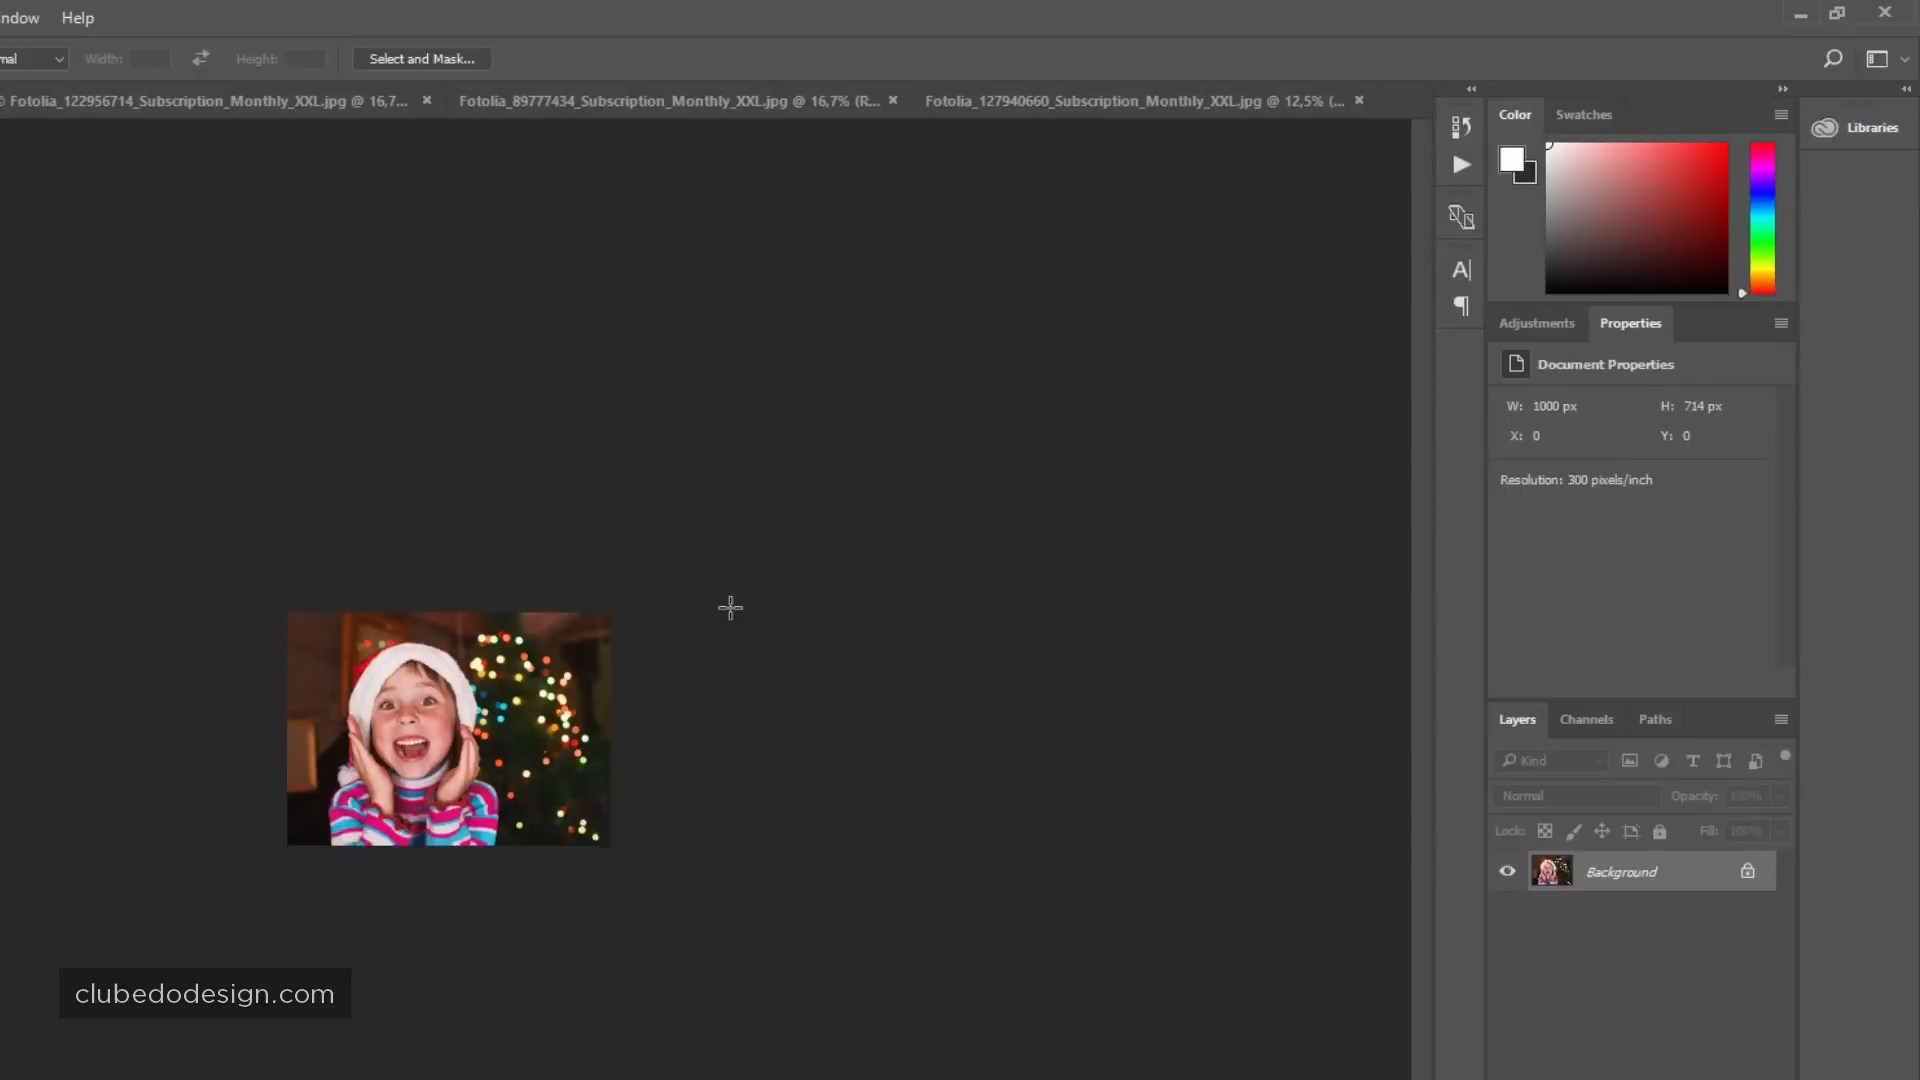 Help
Width:
Height:
Select and Mask...
Fotolia_122956714_Subscription_Monthly_XXL.jpg @ 16,7...
Fotolia_89777434_Subscription_Monthly_XXL.jpg @ 16,7% (R...
Fotolia_127940660_Subscription_Monthly_XXL.jpg @ 12,5% (...
Color
Swatches
Libraries
Adjustments
Properties
Document Properties
W: 1000 px
H: 714 px
X: 0
Y: 0
Resolution: 300 pixels/inch
Layers
Channels
Paths
Kind
Normal
Opacity: 100%
Lock:
Fill: 100%
Background
clubedodesign.com